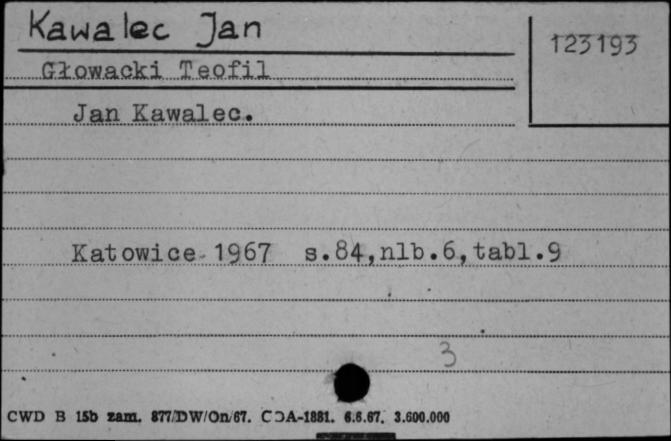 Kawalec Jan
123193
Głowacki Teofil
Jan Kawalec.
Katowice 1967 s.84,nlb.6,tabl.9
3
CWD B 15b zam. 877/DW/On/67. CDA-1881. 6.6.67. 3.600.000